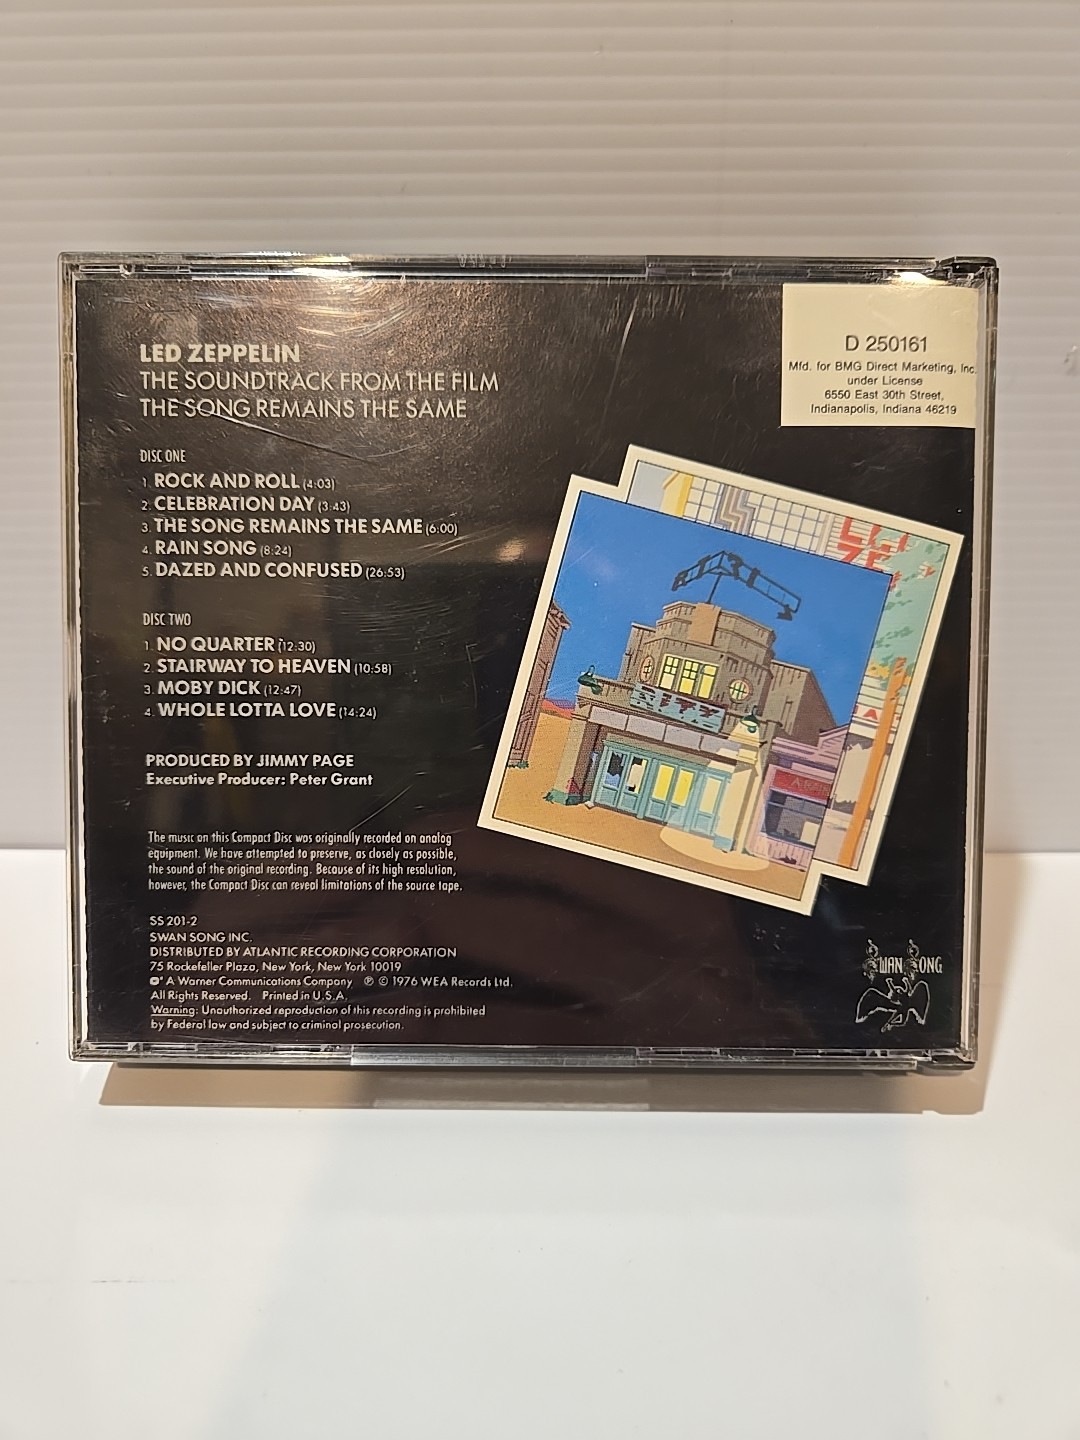 LED ZEPPELIN
THE SOUNDTRACK FROM THE FILM
THE SONG REMAINS THE SAME
D 250161
Mfd. for BMG Direct Marketing, Inc.
under License
6550 East 30th Street,
Indianapolis, Indiana 46219
DISC ONE
1. ROCK AND ROLL (4:03)
2. CELEBRATION DAY (3:43)
3. THE SONG REMAINS THE SAME (6:00)
4. RAIN SONG (8:24)
5. DAZED AND CONFUSED (26:53)
DISC TWO
1. NO QUARTER (12:30)
2. STAIRWAY TO HEAVEN (10:58)
3. MOBY DICK (12:47)
4. WHOLE LOTTA LOVE (14:24)
PRODUCED BY JIMMY PAGE
Executive Producer: Peter Grant
The music on this Compact Disc was originally recorded on analog
equipment. We have attempted to preserve, as closely as possible,
the sound of the original recording. Because of its high resolution,
however, the Compact Disc can reveal limitations of the source tape.
SS 201-2
SWAN SONG INC.
DISTRIBUTED BY ATLANTIC RECORDING CORPORATION
75 Rockefeller Plaza, New York, New York 10019
A Warner Communications Company ℗ © 1976 WEA Records Ltd.
All Rights Reserved. Printed in U.S.A.
Warning: Unauthorized reproduction of this recording is prohibited
by Federal law and subject to criminal prosecution.
RITZ
SWAN SONG